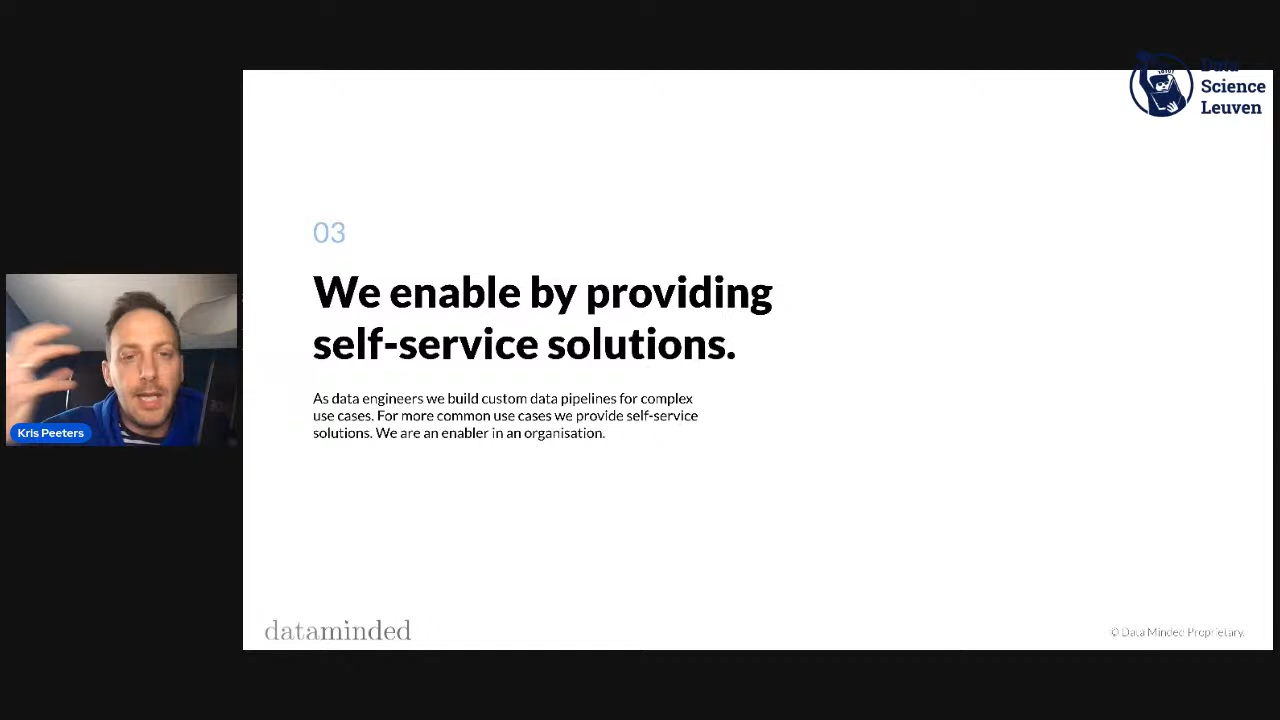 Data
Science
Leuven
03
We enable by providing
self-service solutions.
As data engineers we build custom data pipelines for complex
use cases. For more common use cases we provide self-service
solutions. We are an enabler in an organisation.
Kris Peeters
dataminded
© Data Minded Proprietary.